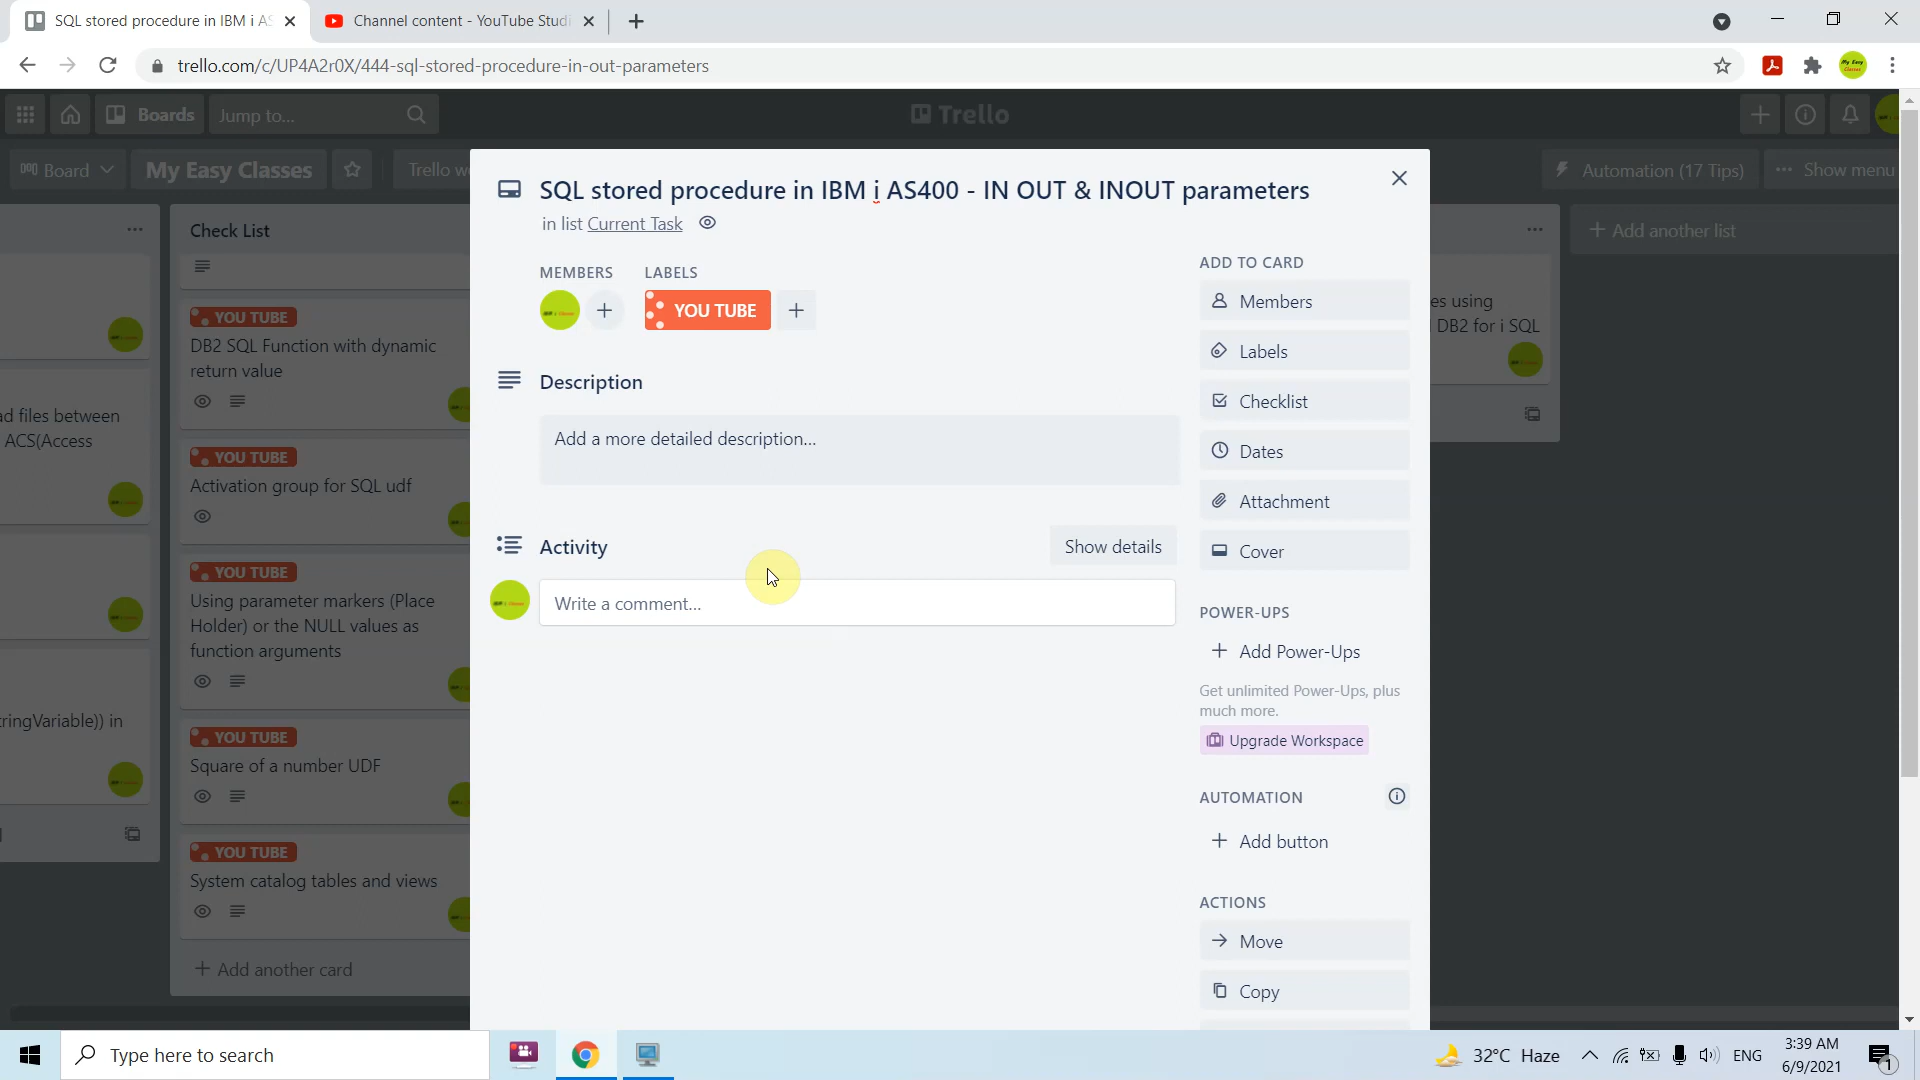 SQL stored procedure in IBM i AS
Channel content - YouTube Studi
trello.com/c/UP4A2r0X/444-sql-stored-procedure-in-out-parameters
Boards
Jump to...
Trello
Board
My Easy Classes
Trello w
Automation (17 Tips)
Show menu
Check List
YOU TUBE
DB2 SQL Function with dynamic
return value
YOU TUBE
Activation group for SQL udf
YOU TUBE
Using parameter markers (Place
Holder) or the NULL values as
function arguments
YOU TUBE
Square of a number UDF
YOU TUBE
System catalog tables and views
+ Add another card
ad files between
ACS(Access
tringVariable)) in
SQL stored procedure in IBM i AS400 - IN OUT & INOUT parameters
in list Current Task
MEMBERS
LABELS
YOU TUBE
Description
Add a more detailed description...
Activity
Show details
Write a comment...
ADD TO CARD
Members
Labels
Checklist
Dates
Attachment
Cover
POWER-UPS
+ Add Power-Ups
Get unlimited Power-Ups, plus
much more.
Upgrade Workspace
AUTOMATION
+ Add button
ACTIONS
Move
Copy
es using
DB2 for i SQL
+ Add another list
Type here to search
32°C Haze
ENG
3:39 AM
6/9/2021
1